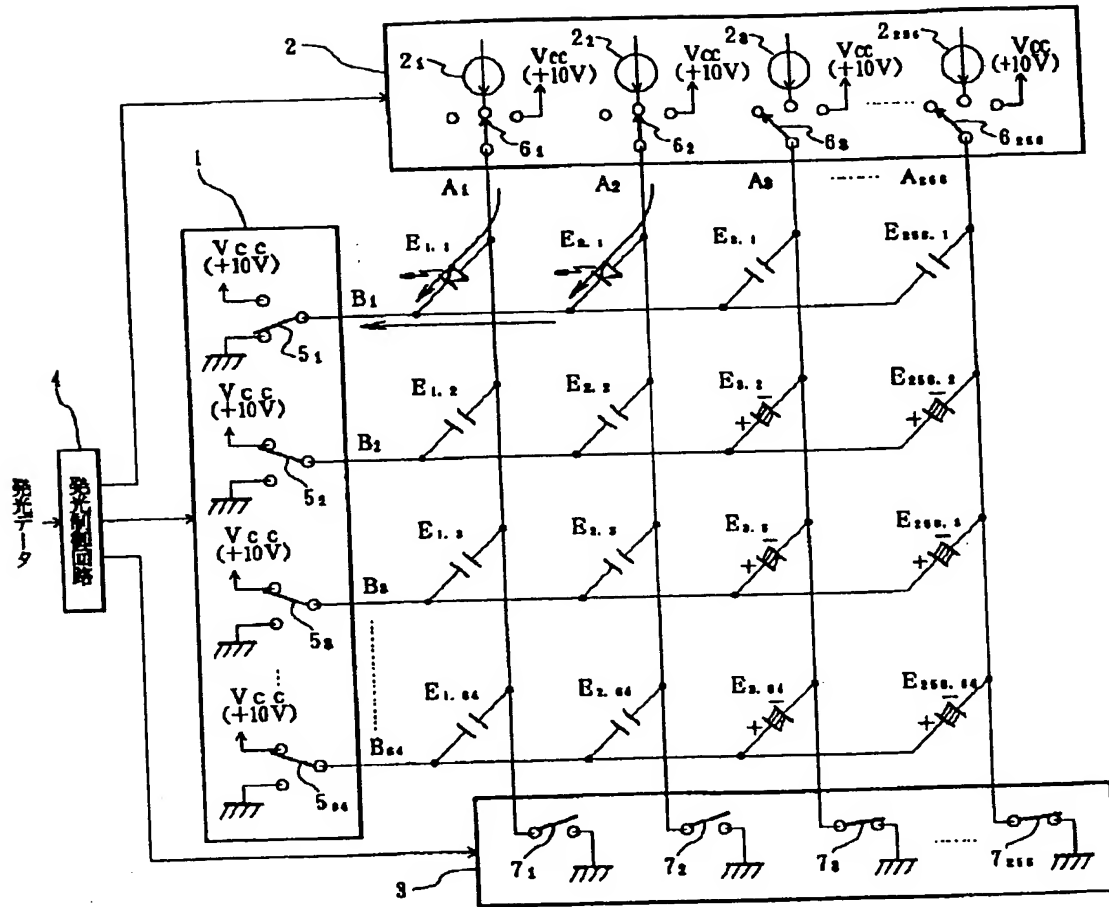 2
2₁
Vcc
(+10V)
2₂
Vcc
(+10V)
2₃
Vcc
(+10V)
2₂₅₆
Vcc
(+10V)
6₁
6₂
6₃
6₂₅₆
A₁
A₂
A₃
A₂₅₆
1
Vcc
(+10V)
5₁
B₁
E₁.₁
E₂.₁
E₃.₁
E₂₅₆.₁
Vcc
(+10V)
5₂
B₂
E₁.₂
E₂.₂
E₃.₂
E₂₅₆.₂
+
−
+
−
4
発光データ
発光制御回路
Vcc
(+10V)
5₃
B₃
E₁.₃
E₂.₃
E₃.₃
E₂₅₆.₃
+
−
+
−
Vcc
(+10V)
5₆₄
B₆₄
E₁.₆₄
E₂.₆₄
E₃.₆₄
E₂₅₆.₆₄
+
−
+
−
3
7₁
7₂
7₃
7₂₅₆